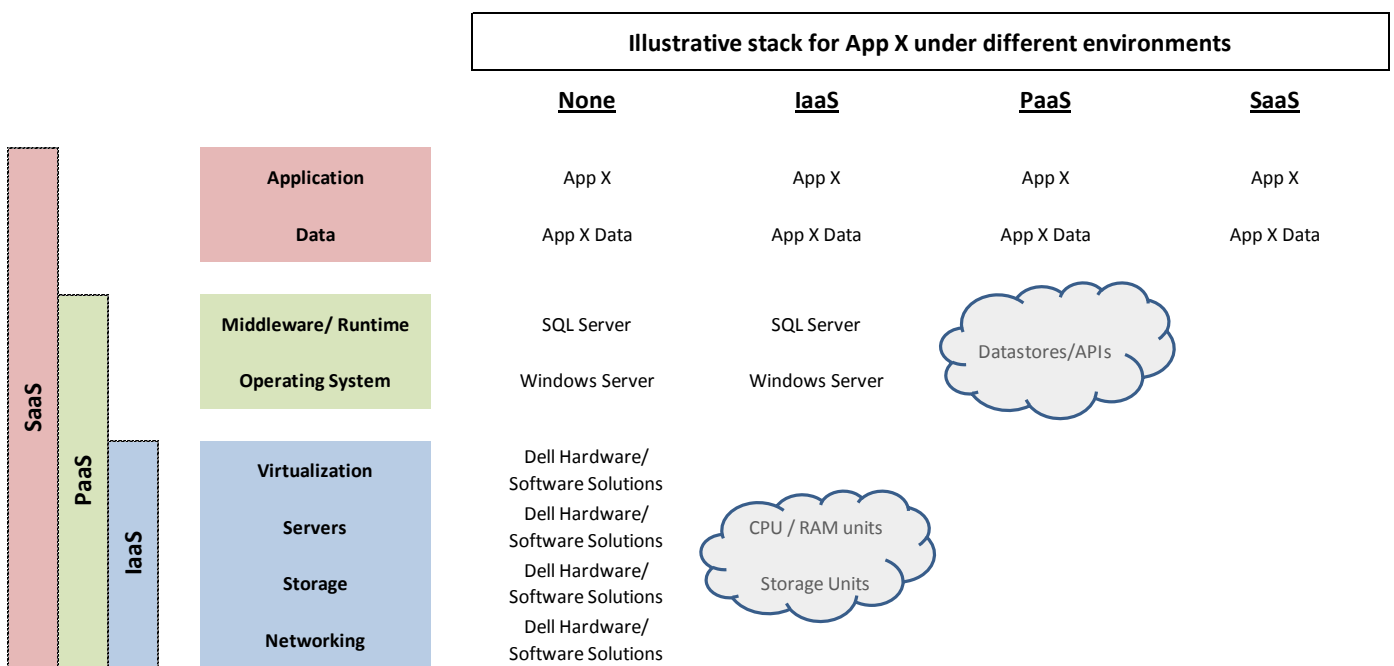 Illustrative stack for App X under different environments
None IaaS PaaS SaaS
Application App X App X App X App X
Data App X Data App X Data App X Data App X Data
Middleware/ Runtime SQL Server SQL Server Datastores/APIs
Operating System Windows Server Windows Server
Virtualization Dell Hardware/
Software Solutions
Servers Dell Hardware/ CPU / RAM units
Software Solutions
Storage Dell Hardware/ Storage Units
Software Solutions
Networking Dell Hardware/
Software Solutions
SaaS
PaaS
IaaS